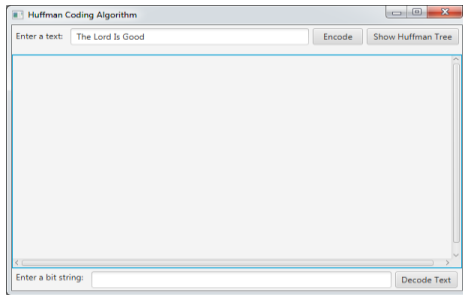 Huffman Coding Algorithm
Enter a text: The Lord Is Good Encode Show Huffman Tree
Enter a bit string: Decode Text